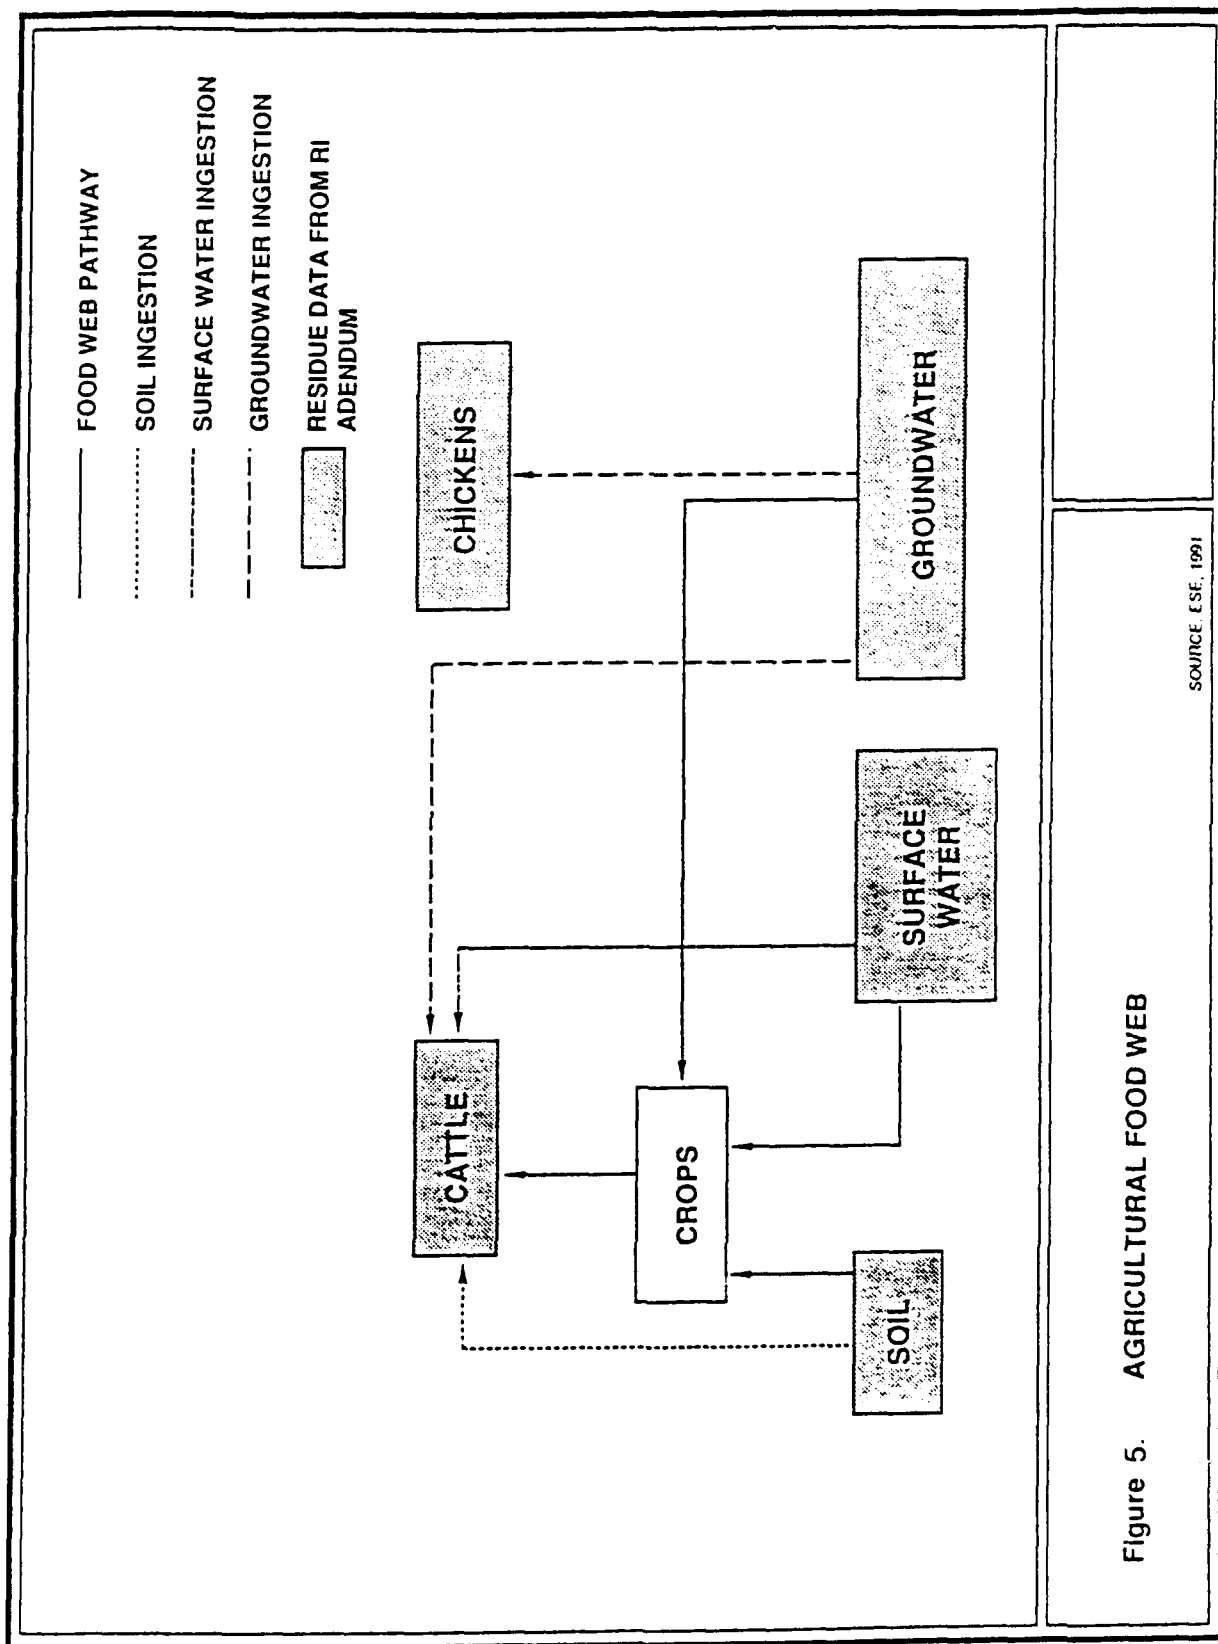 FOOD WEB PATHWAY
SOIL INGESTION
SURFACE WATER INGESTION
GROUNDWATER INGESTION
RESIDUE DATA FROM RI
ADENDUM
CATTLE
CHICKENS
CROPS
SOIL
SURFACE
WATER
GROUNDWATER
Figure 5. AGRICULTURAL FOOD WEB
SOURCE. ESE, 1991